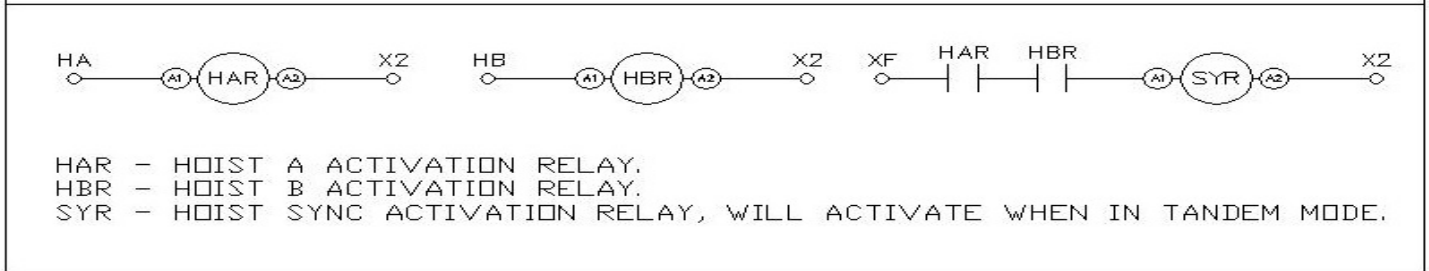 HA A1 HAR A2 X2 HB A1 HBR A2 X2 XF HAR HBR A1 SYR A2 X2
HAR - HOIST A ACTIVATION RELAY.
HBR - HOIST B ACTIVATION RELAY.
SYR - HOIST SYNC ACTIVATION RELAY, WILL ACTIVATE WHEN IN TANDEM MODE.